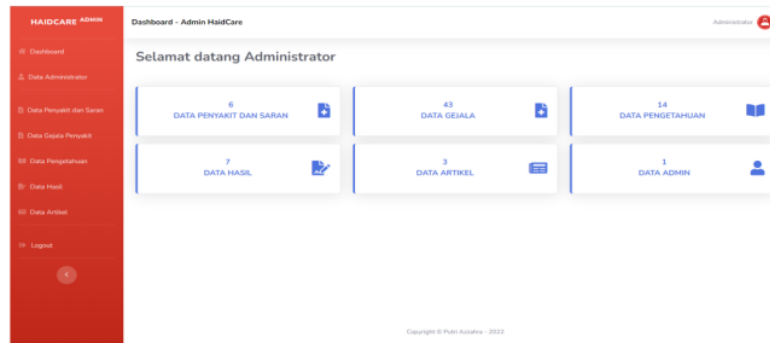 HAIDCARE ADMIN
Dashboard - Admin HaidCare
Administrator
Dashboard
Data Administrator
Data Penyakit dan Saran
Data Gejala Penyakit
Data Pengetahuan
Data Hasil
Data Artikel
Logout
Selamat datang Administrator
6
DATA PENYAKIT DAN SARAN
43
DATA GEJALA
14
DATA PENGETAHUAN
7
DATA HASIL
3
DATA ARTIKEL
1
DATA ADMIN
Copyright © Putri Azzahra - 2022